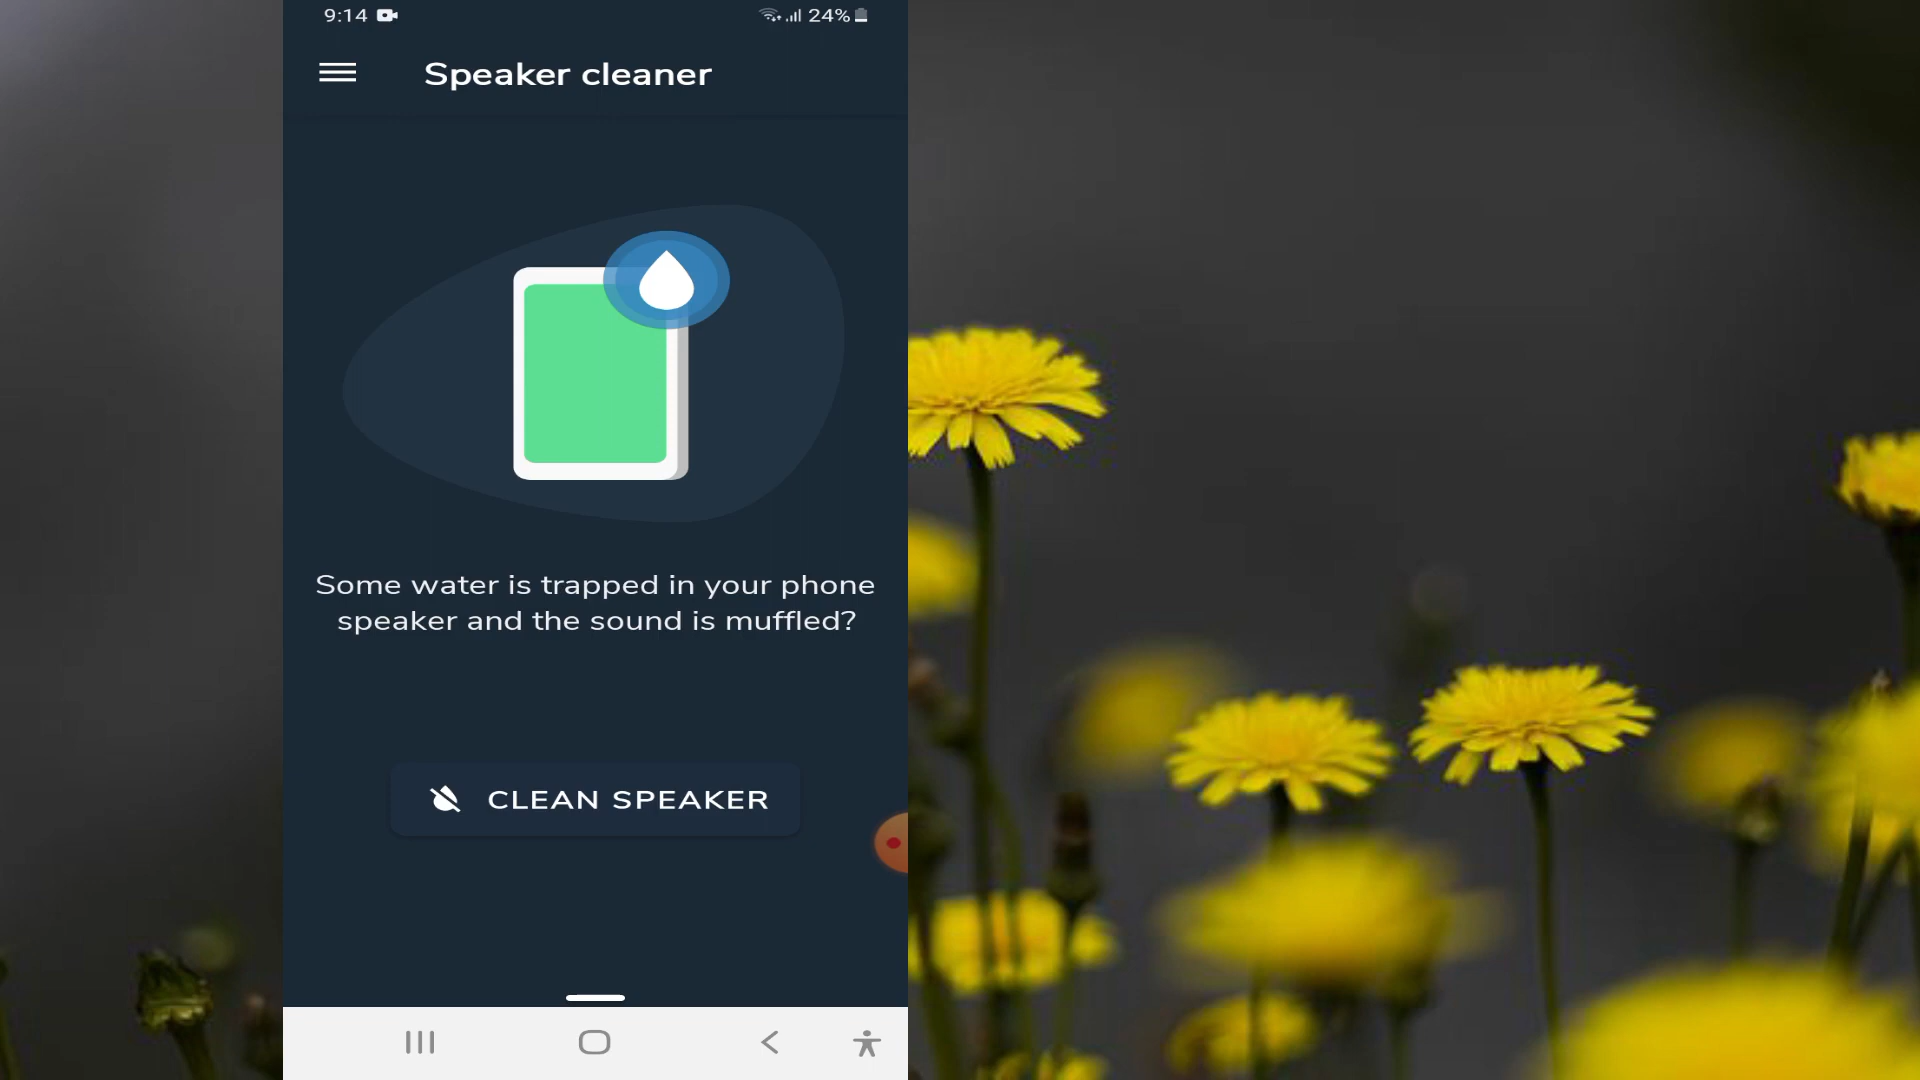 9:14
24%
Speaker cleaner
Some water is trapped in your phone
speaker and the sound is muffled?
CLEAN SPEAKER